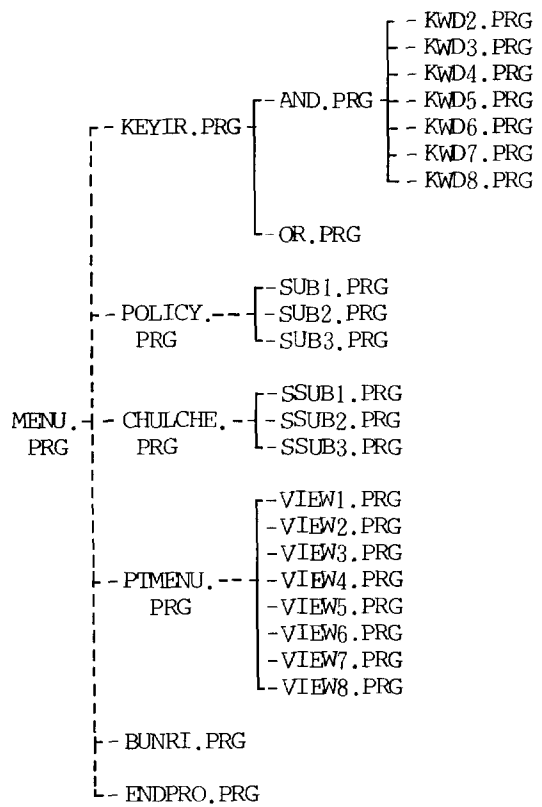 KWD2.PRG
KWD3.PRG
KWD4.PRG
AND.PRG
KWD5.PRG
KWD6.PRG
KEYIR.PRG
KWD7.PRG
KWD8.PRG
OR.PRG
SUB1.PRG
POLICY.
PRG
SUB2.PRG
SUB3.PRG
SSUB1.PRG
MENU.
PRG
CHULCHE.
PRG
SSUB2.PRG
SSUB3.PRG
VIEW1.PRG
VIEW2.PRG
VIEW3.PRG
PTMENU.
PRG
VIEW4.PRG
VIEW5.PRG
VIEW6.PRG
VIEW7.PRG
VIEW8.PRG
BUNRI.PRG
ENDPRO.PRG